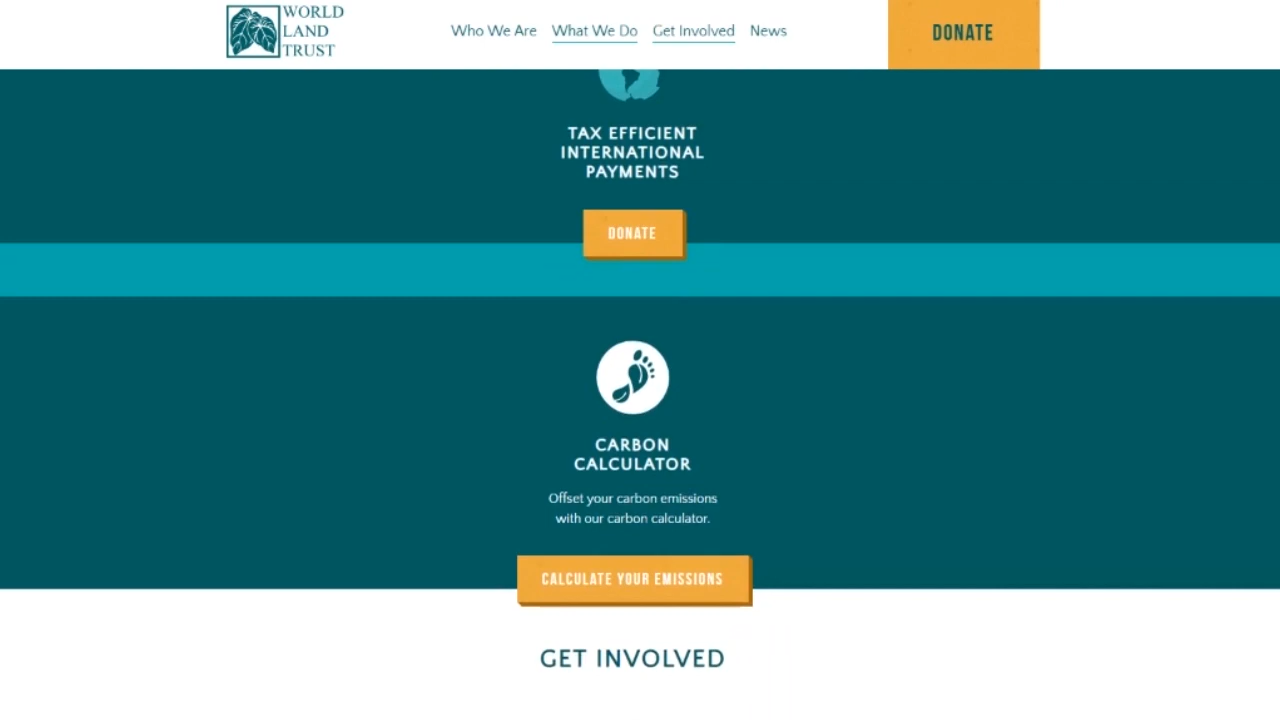 WORLD
LAND
TRUST
Who We Are What We Do Get Involved News
DONATE
TAX EFFICIENT
INTERNATIONAL
PAYMENTS
DONATE
CARBON
CALCULATOR
Offset your carbon emissions
with our carbon calculator.
CALCULATE YOUR EMISSIONS
GET INVOLVED